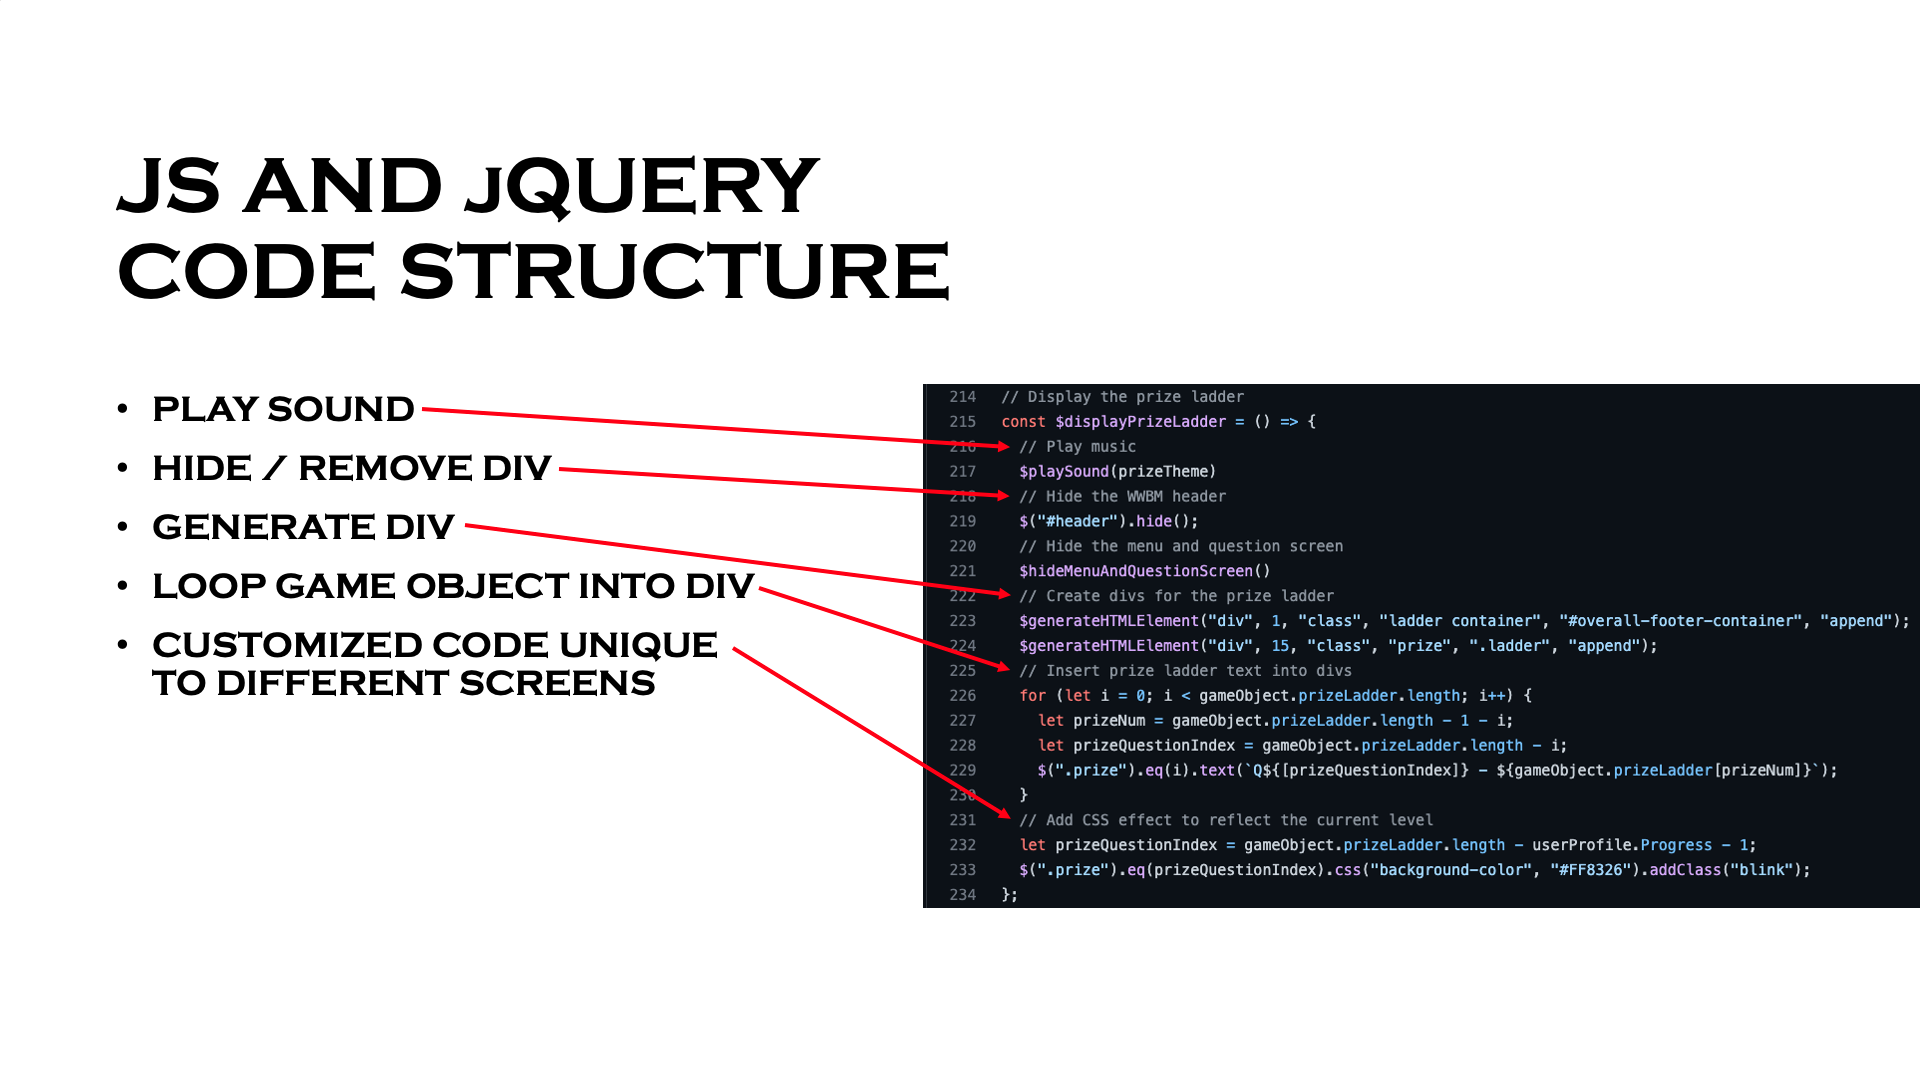 JS AND jQUERY
CODE STRUCTURE
• PLAY SOUND
• HIDE / REMOVE DIV
• GENERATE DIV
• LOOP GAME OBJECT INTO DIV
• CUSTOMIZED CODE UNIQUE
TO DIFFERENT SCREENS
214 // Display the prize ladder
215 const $displayPrizeLadder = () => {
216 // Play music
217 $playSound(prizeTheme)
218 // Hide the WWBM header
219 $("#header").hide();
220 // Hide the menu and question screen
221 $hideMenuAndQuestionScreen()
222 // Create divs for the prize ladder
223 $generateHTMLElement("div", 1, "class", "ladder container", "#overall-footer-container", "append");
224 $generateHTMLElement("div", 15, "class", "prize", ".ladder", "append");
225 // Insert prize ladder text into divs
226 for (let i = 0; i < gameObject.prizeLadder.length; i++) {
227 let prizeNum = gameObject.prizeLadder.length - 1 - i;
228 let prizeQuestionIndex = gameObject.prizeLadder.length - i;
229 $(".prize").eq(i).text(`Q${[prizeQuestionIndex]} - ${gameObject.prizeLadder[prizeNum]}`);
230 }
231 // Add CSS effect to reflect the current level
232 let prizeQuestionIndex = gameObject.prizeLadder.length - userProfile.Progress - 1;
233 $(".prize").eq(prizeQuestionIndex).css("background-color", "#FF8326").addClass("blink");
234 };